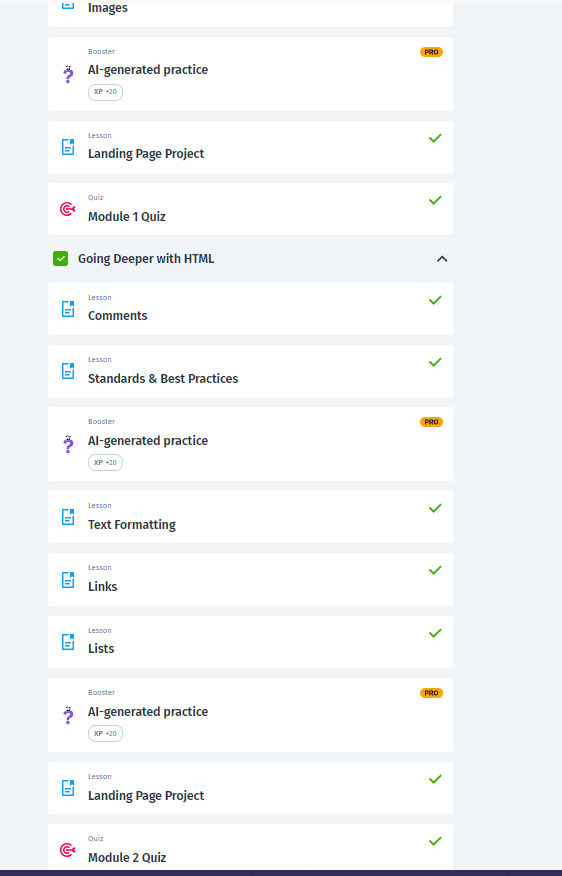 Images
Booster
PRO
AI-generated practice
XP +20
Lesson
Landing Page Project
Quiz
Module 1 Quiz
Going Deeper with HTML
Lesson
Comments
Lesson
Standards & Best Practices
Booster
PRO
AI-generated practice
XP +20
Lesson
Text Formatting
Lesson
Links
Lesson
Lists
Booster
PRO
AI-generated practice
XP +20
Lesson
Landing Page Project
Quiz
Module 2 Quiz